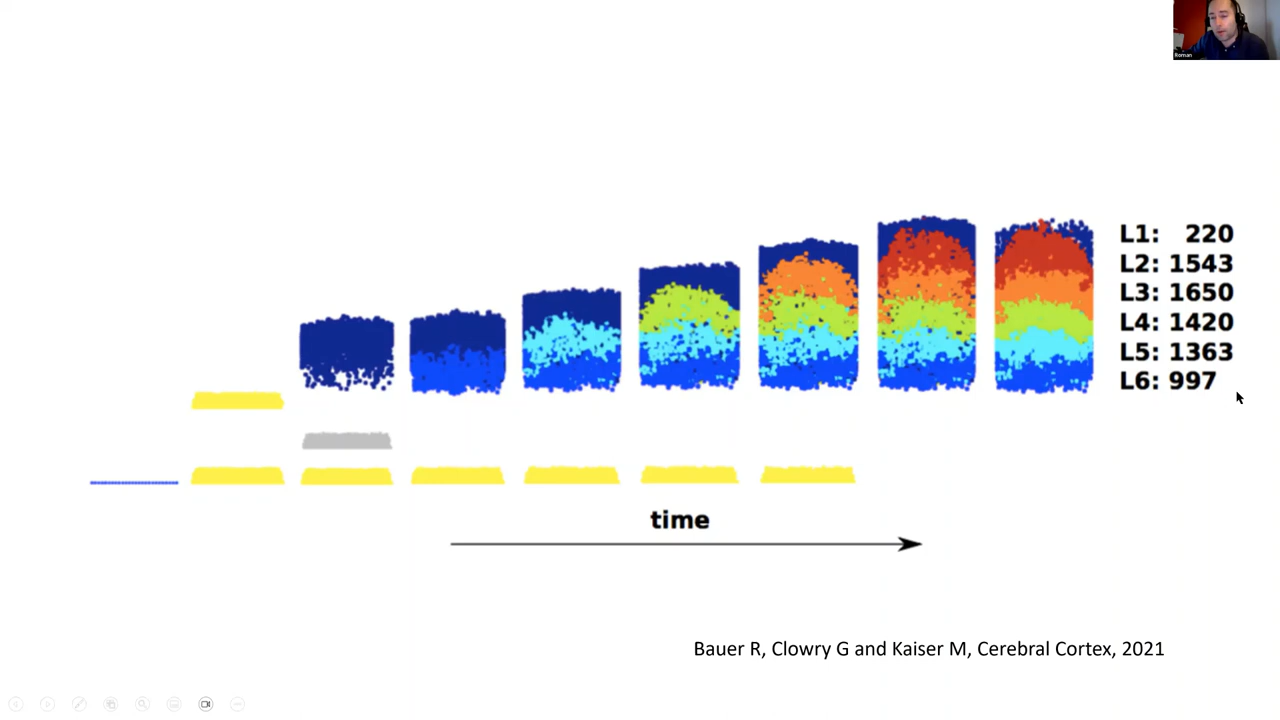 Roman
L1: 220
L2: 1543
L3: 1650
L4: 1420
L5: 1363
L6: 997
time
Bauer R, Clowry G and Kaiser M, Cerebral Cortex, 2021